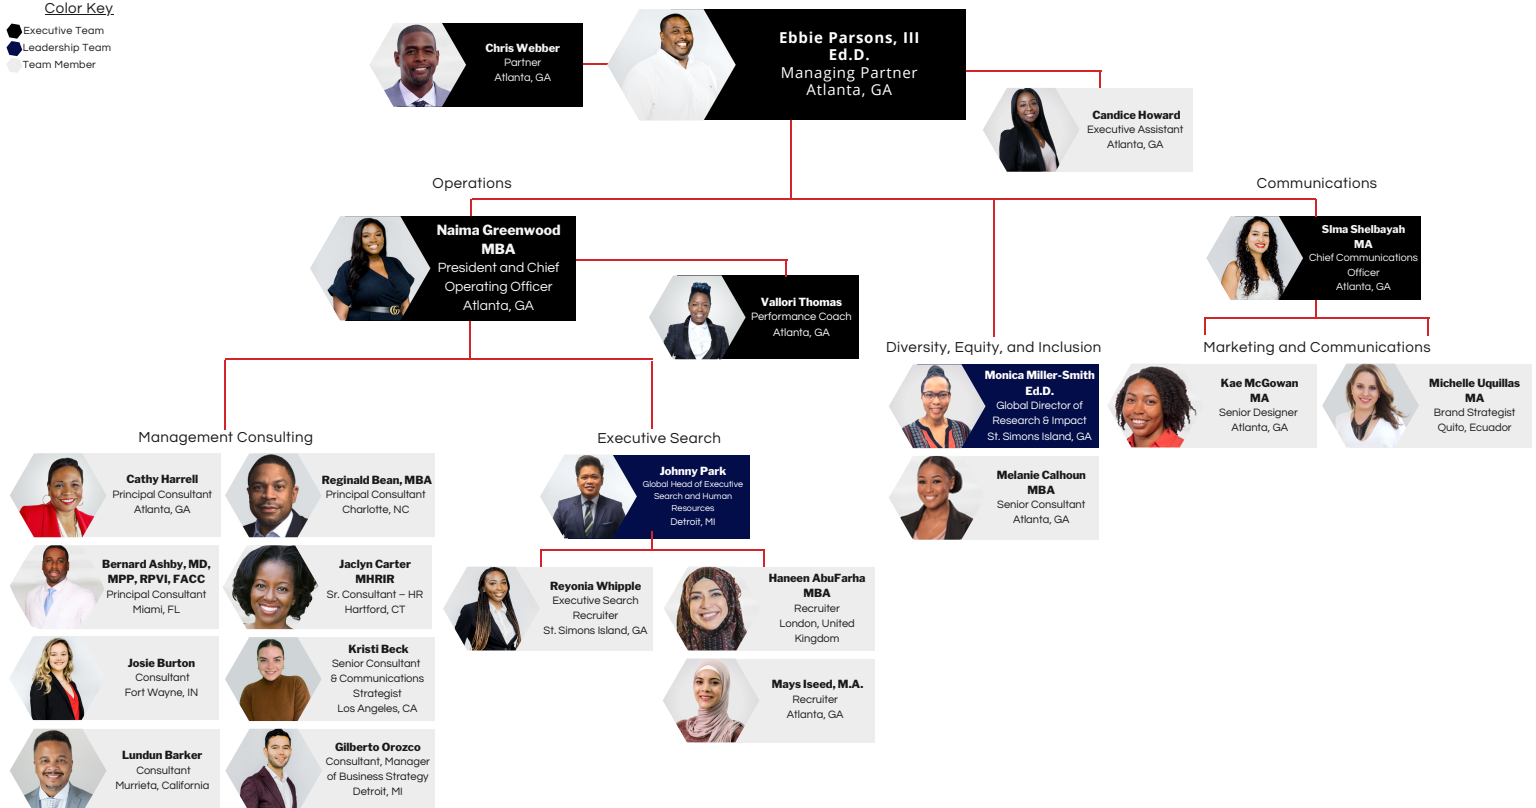 Color Key
Executive Team
Leadership Team
Team Member
Chris Webber
Partner
Atlanta, GA
Ebbie Parsons, III
Ed.D.
Managing Partner
Atlanta, GA
Candice Howard
Executive Assistant
Atlanta, GA
Operations
Communications
Naima Greenwood
MBA
President and Chief
Operating Officer
Atlanta, GA
Vallori Thomas
Performance Coach
Atlanta, GA
SIma Shelbayah
MA
Chief Communications
Officer
Atlanta, GA
Diversity, Equity, and Inclusion
Monica Miller-Smith
Ed.D.
Global Director of
Research & Impact
St. Simons Island, GA
Melanie Calhoun
MBA
Senior Consultant
Atlanta, GA
Marketing and Communications
Kae McGowan
MA
Senior Designer
Atlanta, GA
Michelle Uquillas
MA
Brand Strategist
Quito, Ecuador
Management Consulting
Cathy Harrell
Principal Consultant
Atlanta, GA
Reginald Bean, MBA
Principal Consultant
Charlotte, NC
Bernard Ashby, MD,
MPP, RPVI, FACC
Principal Consultant
Miami, FL
Jaclyn Carter
MHRIR
Sr. Consultant – HR
Hartford, CT
Josie Burton
Consultant
Fort Wayne, IN
Kristi Beck
Senior Consultant
& Communications
Strategist
Los Angeles, CA
Lundun Barker
Consultant
Murrieta, California
Gilberto Orozco
Consultant, Manager
of Business Strategy
Detroit, MI
Executive Search
Johnny Park
Global Head of Executive
Search and Human
Resources
Detroit, MI
Reyonia Whipple
Executive Search
Recruiter
St. Simons Island, GA
Haneen AbuFarha
MBA
Recruiter
London, United
Kingdom
Mays Iseed, M.A.
Recruiter
Atlanta, GA